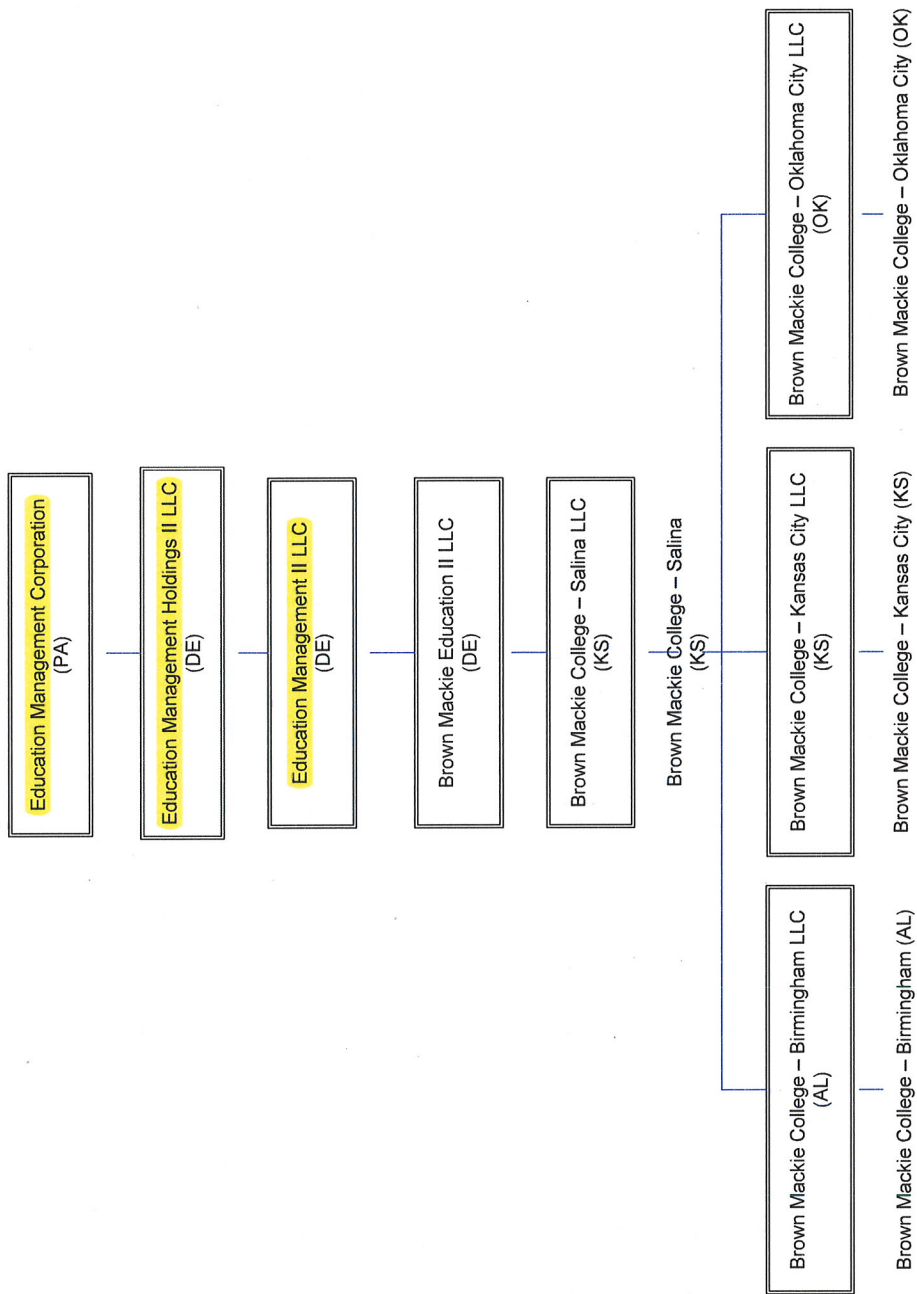 Education Management Corporation
(PA)
Education Management Holdings II LLC
(DE)
Education Management II LLC
(DE)
Brown Mackie Education II LLC
(DE)
Brown Mackie College – Salina LLC
(KS)
Brown Mackie College – Salina
(KS)
Brown Mackie College – Birmingham LLC
(AL)
Brown Mackie College – Kansas City LLC
(KS)
Brown Mackie College – Oklahoma City LLC
(OK)
Brown Mackie College – Birmingham (AL)
Brown Mackie College – Kansas City (KS)
Brown Mackie College – Oklahoma City (OK)